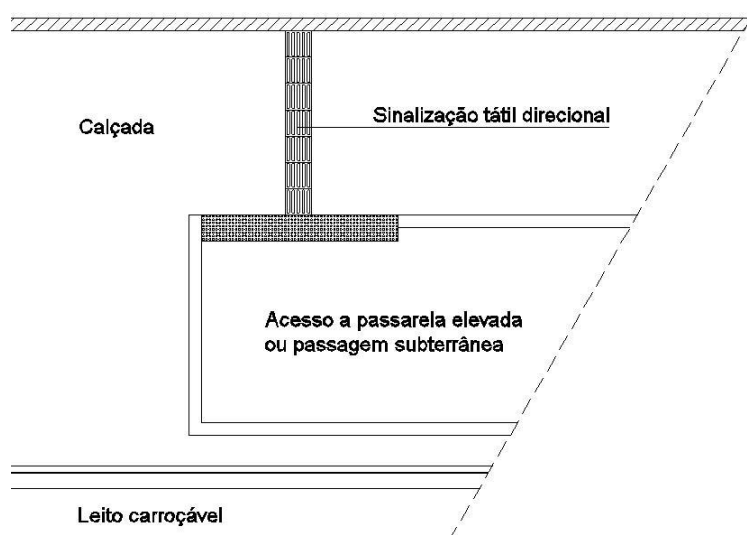 Calçada
Sinalização tátil direcional
Acesso a passarela elevada
ou passagem subterrânea
Leito carroçável